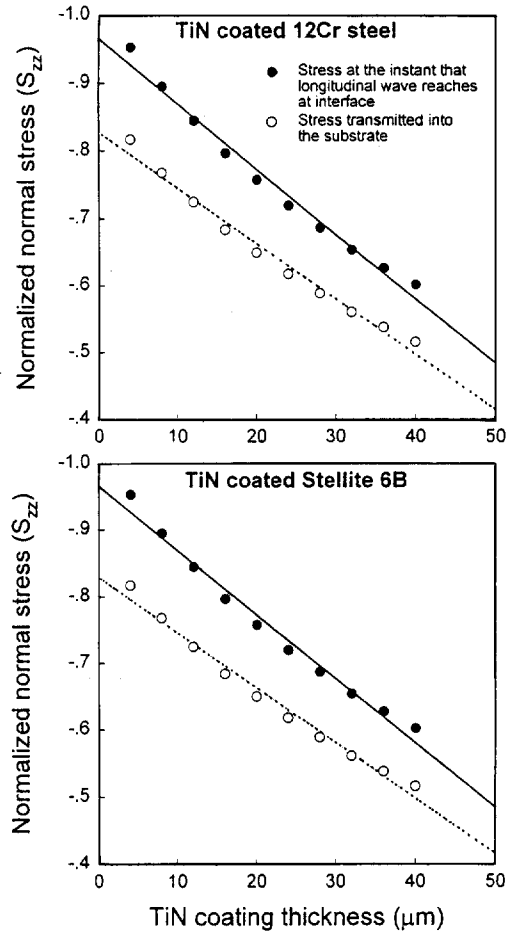 TiN coated 12Cr steel
Stress at the instant that
longitudinal wave reaches
at interface
Stress transmitted into
the substrate
Normalized normal stress (Szz)
-.9
-.8
-.7
-.6
-.5
-.4
0 10 20 30 40 50
-1.0
TiN coated Stellite 6B
Normalized normal stress (Szz)
-.9
-.8
-.7
-.6
-.5
-.4
0 10 20 30 40 50
TiN coating thickness (μm)